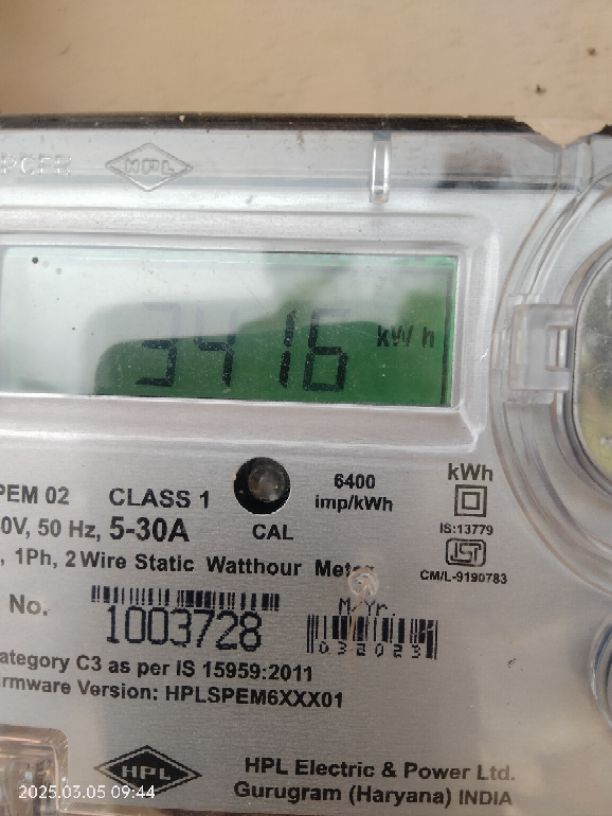 HPL
3416 kWh
PEM 02 CLASS 1
6400
imp/kWh
kWh
0V, 50 Hz, 5-30A
CAL
IS:13779
, 1Ph, 2 Wire Static Watthour Meter
ISI
CM/L-9190783
No. 1003728
M/Yr.
032023
ategory C3 as per IS 15959:2011
irmware Version: HPLSPEM6XXX01
HPL
HPL Electric & Power Ltd.
Gurugram (Haryana) INDIA
2025.03.05 09:44